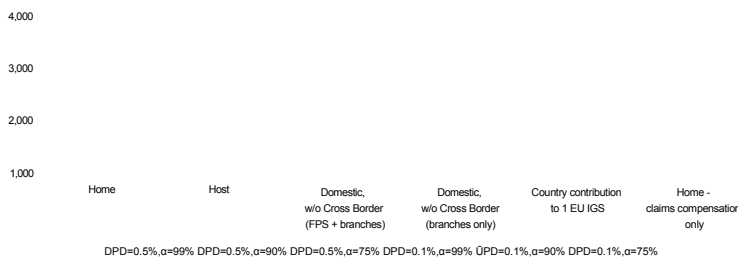 4,000
3,000
2,000
1,000
Home
Host
Domestic,
w/o Cross Border
(FPS + branches)
Domestic,
w/o Cross Border
(branches only)
Country contribution
to 1 EU IGS
Home -
claims compensation
only
DPD=0.5%,α=99% DPD=0.5%,α=90% DPD=0.5%,α=75% DPD=0.1%,α=99% ÜPD=0.1%,α=90% DPD=0.1%,α=75%